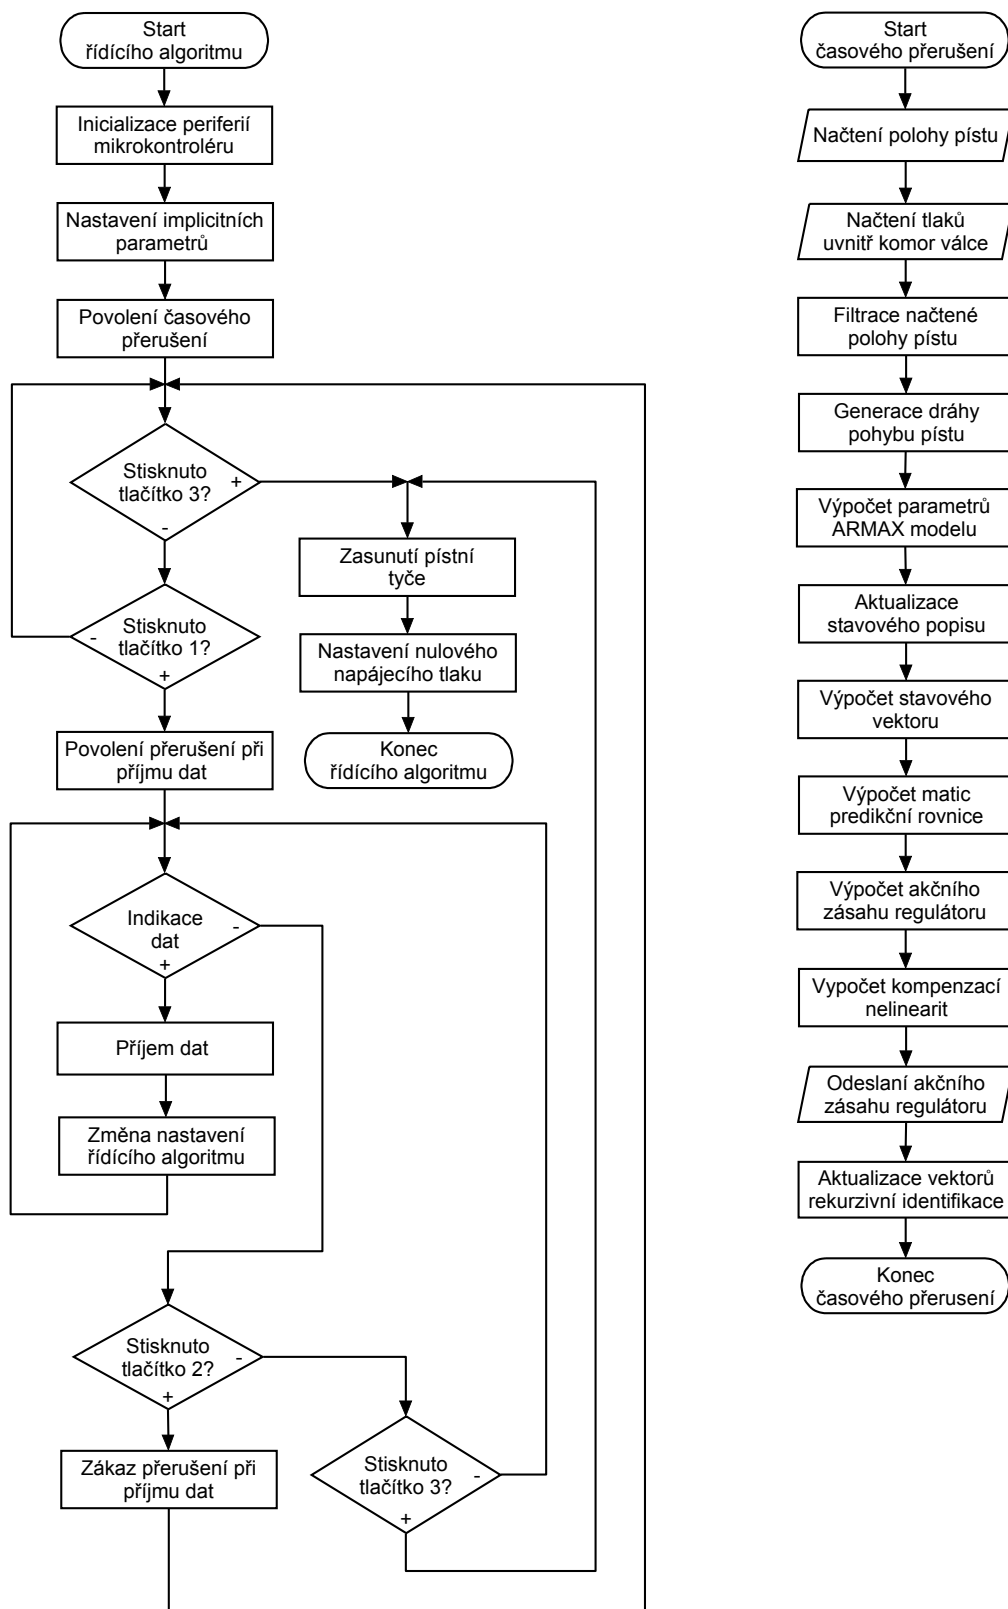 Start
řídícího algoritmu
Inicializace periferií
mikrokontroléru
Nastavení implicitních
parametrů
Povolení časového
přerušení
Stisknuto
tlačítko 3?
+
-
Stisknuto
tlačítko 1?
-
+
Zasunutí pístní
tyče
Nastavení nulového
napájecího tlaku
Konec
řídícího algoritmu
Povolení přerušení při
příjmu dat
Indikace
dat
-
+
Příjem dat
Změna nastavení
řídícího algoritmu
Stisknuto
tlačítko 2?
-
+
Zákaz přerušení při
příjmu dat
Stisknuto
tlačítko 3?
-
+
Start
časového přerušení
Načtení polohy pístu
Načtení tlaků
uvnitř komor válce
Filtrace načtené
polohy pístu
Generace dráhy
pohybu pístu
Výpočet parametrů
ARMAX modelu
Aktualizace
stavového popisu
Výpočet stavového
vektoru
Výpočet matic
predikční rovnice
Výpočet akčního
zásahu regulátoru
Vypočet kompenzací
nelinearit
Odeslaní akčního
zásahu regulátoru
Aktualizace vektorů
rekurzivní identifikace
Konec
časového přerusení